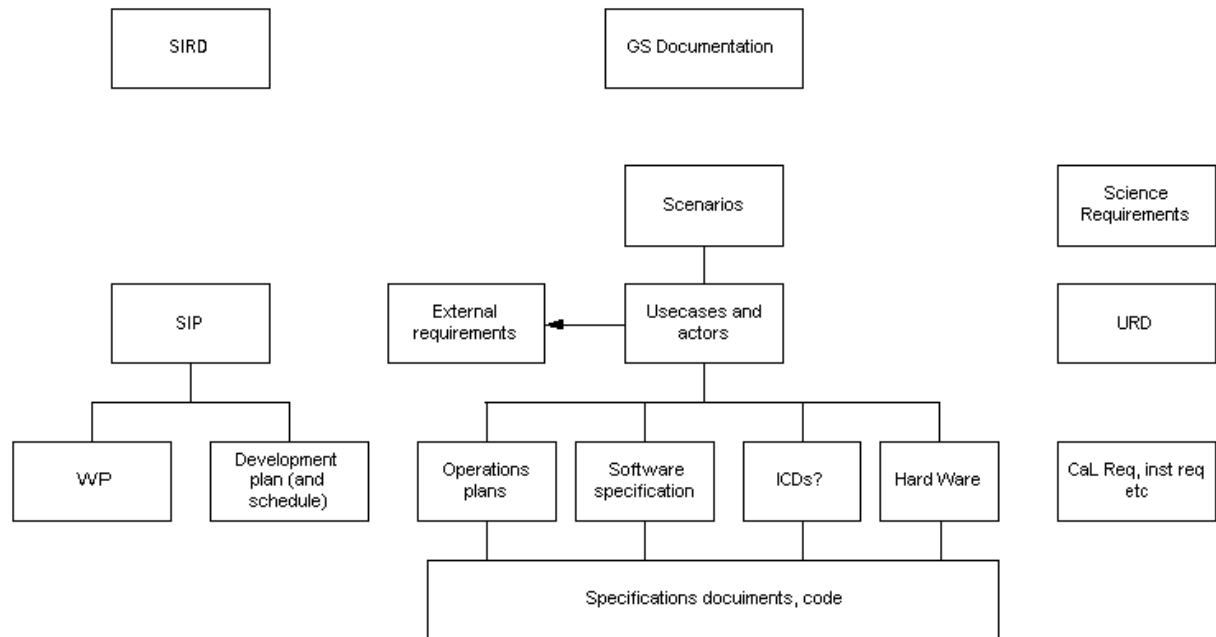 SIRD
GS Documentation
Scenarios
Science
Requirements
SIP
External
requirements
Usecases and
actors
URD
WP
Development
plan (and
schedule)
Operations
plans
Software
specification
ICDs?
Hard Ware
CaL Req, inst req
etc
Specifications docuiments, code